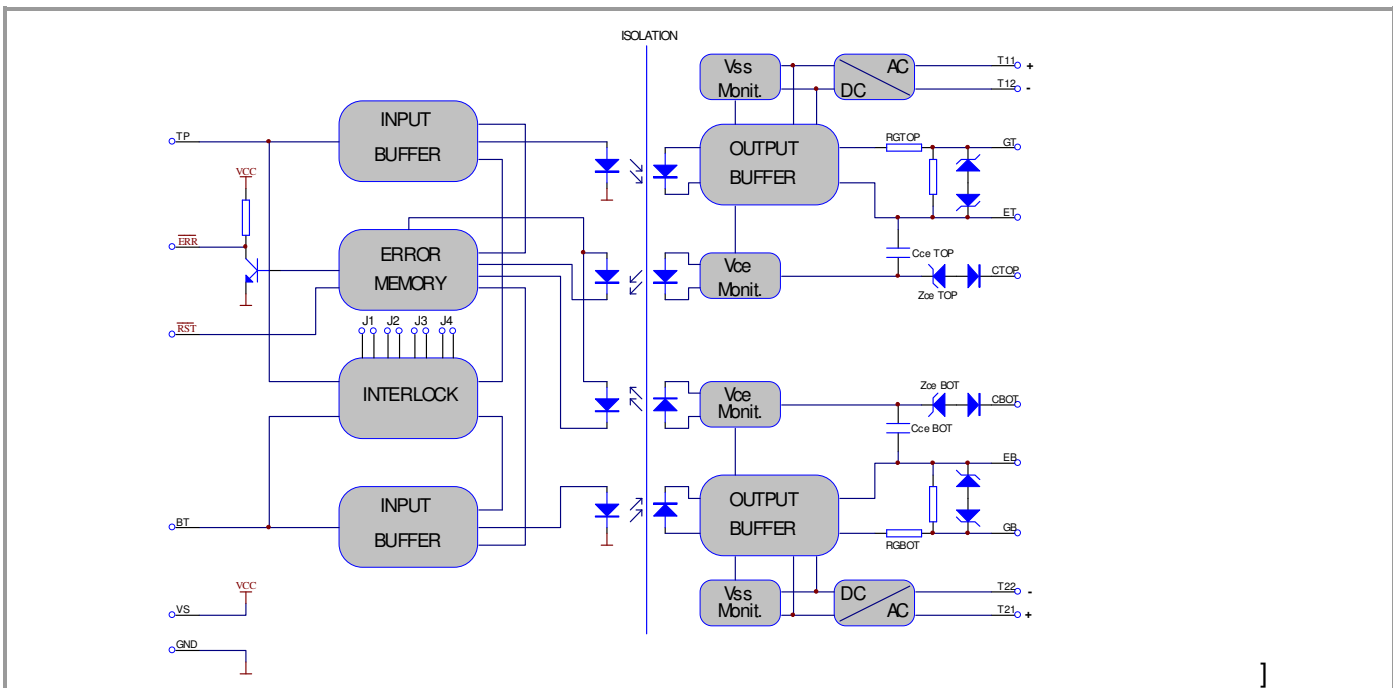 ISOLATION
Vss
Monit.
AC
DC
T11 +
T12 -
INPUT
BUFFER
TP
OUTPUT
BUFFER
RGTOP
GT
VCC
ET
ERR
ERROR
MEMORY
Vce
Monit.
Cce TOP
CTOP
Zce TOP
RST
J1 J2 J3 J4
INTERLOCK
Vce
Monit.
Zce BOT
CBOT
Cce BOT
EB
INPUT
BUFFER
BT
OUTPUT
BUFFER
RGBOT
GB
VCC
VS
Vss
Monit.
DC
AC
T22 -
T21 +
GND
]